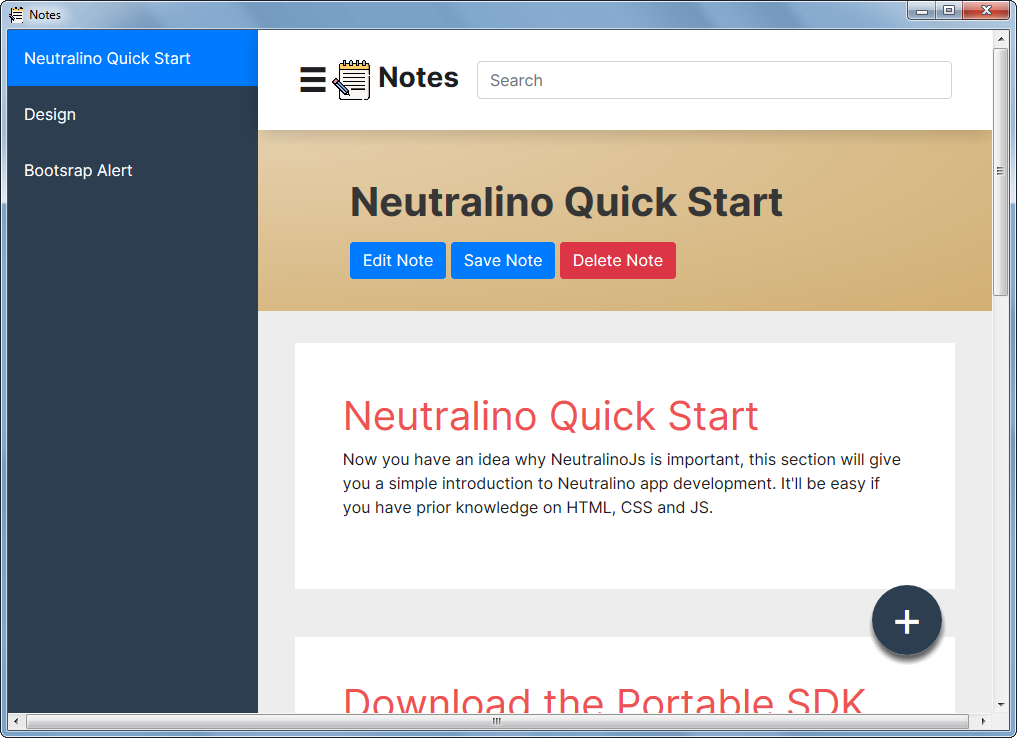 Notes
Neutralino Quick Start
Design
Bootsrap Alert
Notes
Search
Neutralino Quick Start
Edit Note
Save Note
Delete Note
Neutralino Quick Start
Now you have an idea why NeutralinoJs is important, this section will give
you a simple introduction to Neutralino app development. It'll be easy if
you have prior knowledge on HTML, CSS and JS.
+
Download the Portable SDK